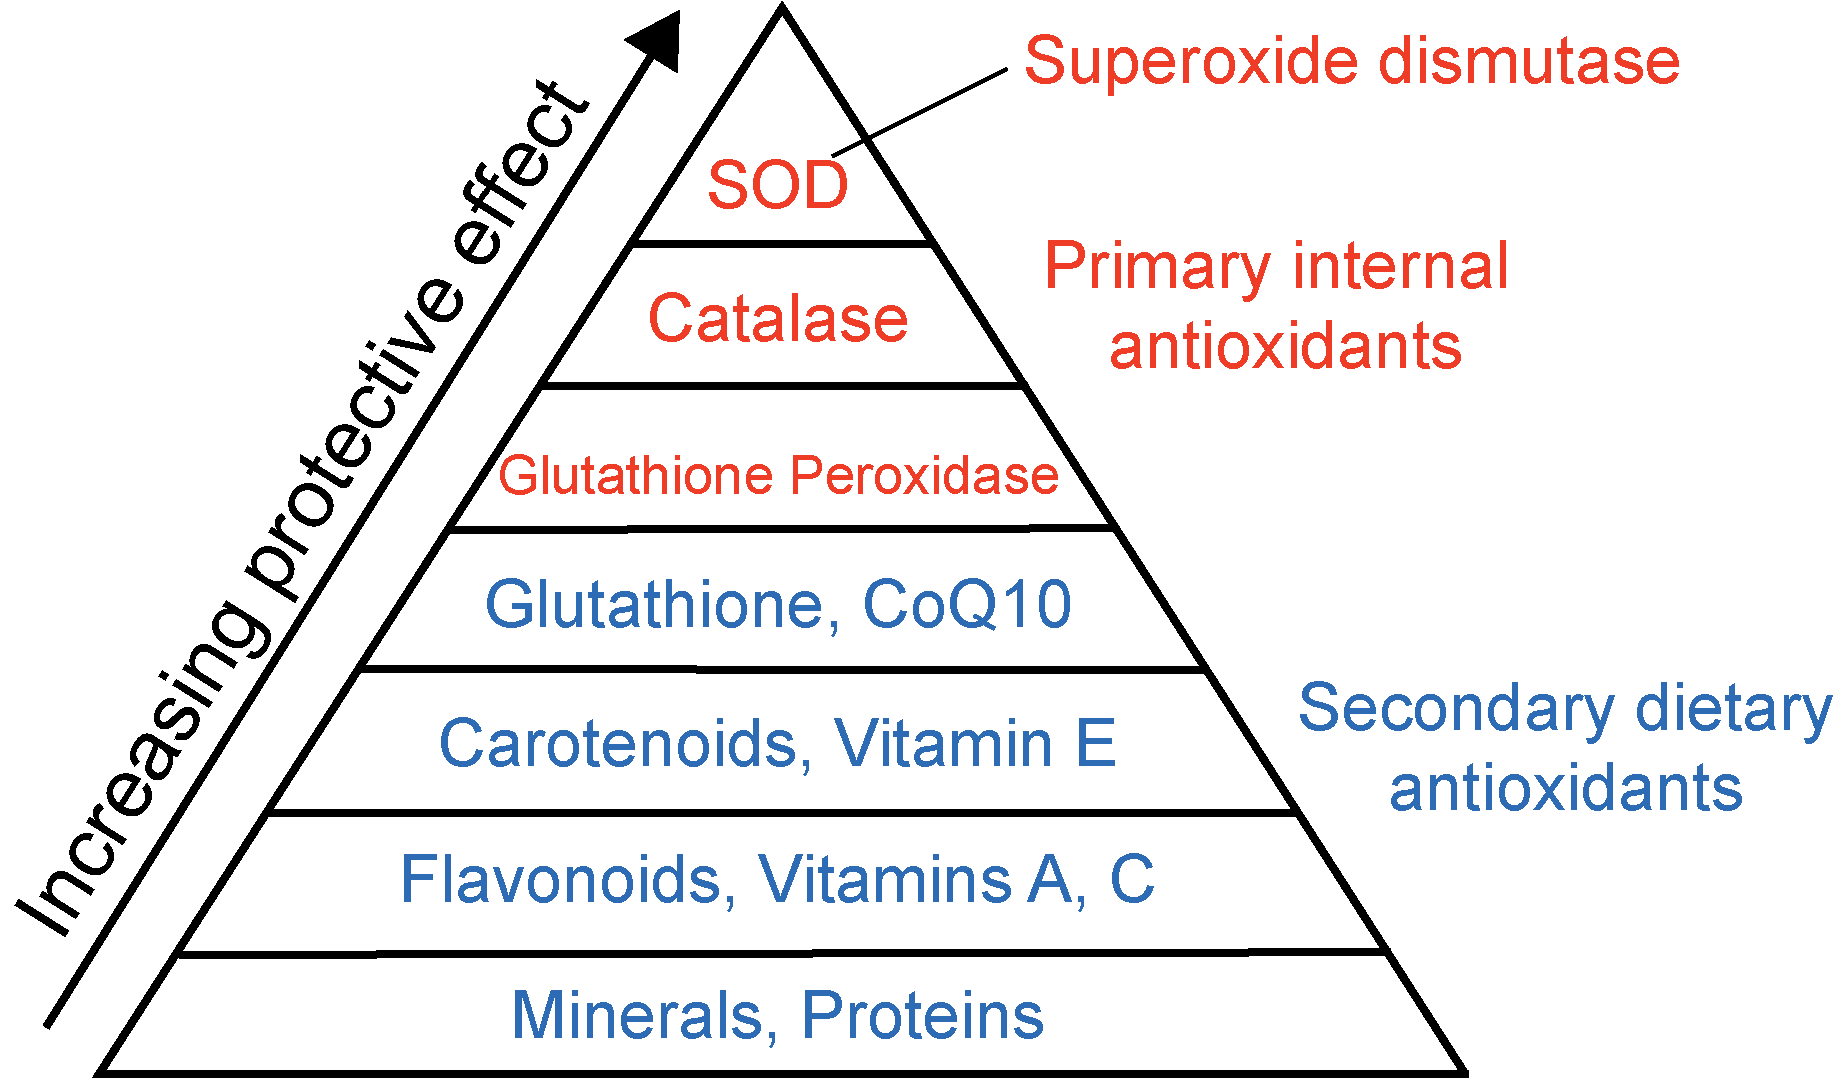 Increasing protective effect
Superoxide dismutase
SOD
Primary internal
antioxidants
Catalase
Glutathione Peroxidase
Glutathione, CoQ10
Secondary dietary
antioxidants
Carotenoids, Vitamin E
Flavonoids, Vitamins A, C
Minerals, Proteins